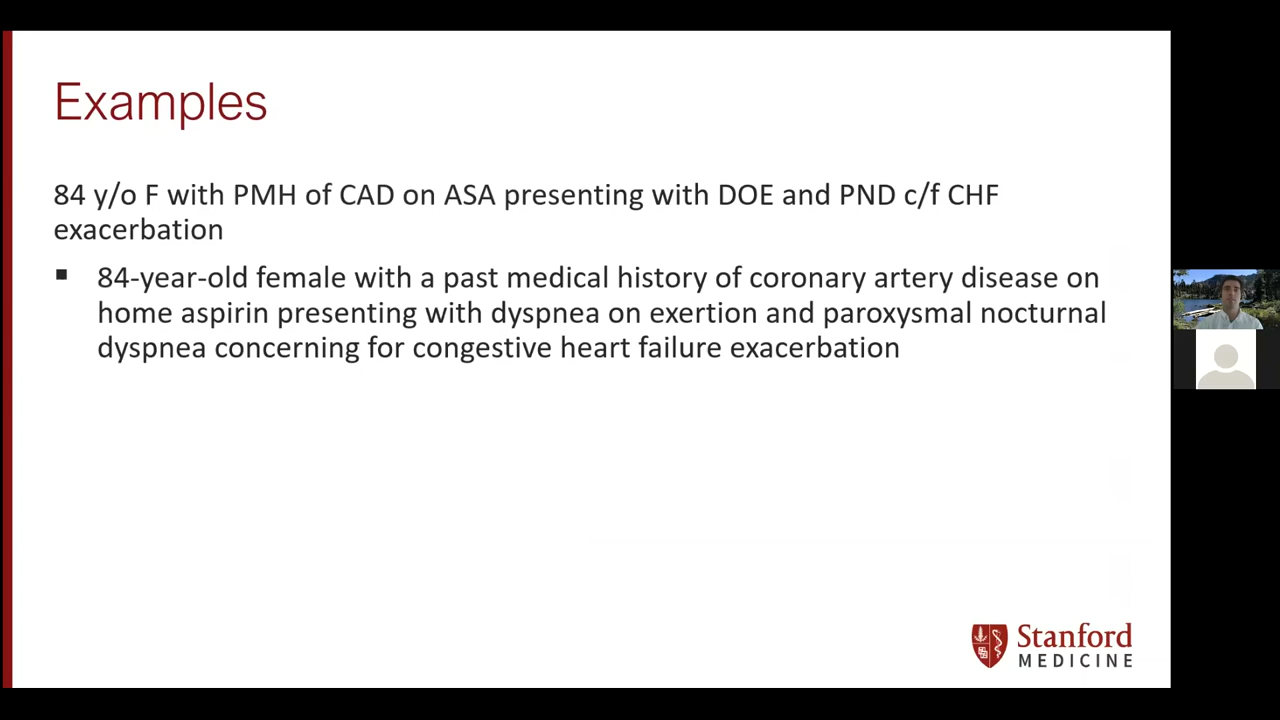 Examples
84 y/o F with PMH of CAD on ASA presenting with DOE and PND c/f CHF
exacerbation
▪ 84-year-old female with a past medical history of coronary artery disease on
home aspirin presenting with dyspnea on exertion and paroxysmal nocturnal
dyspnea concerning for congestive heart failure exacerbation
Stanford
MEDICINE